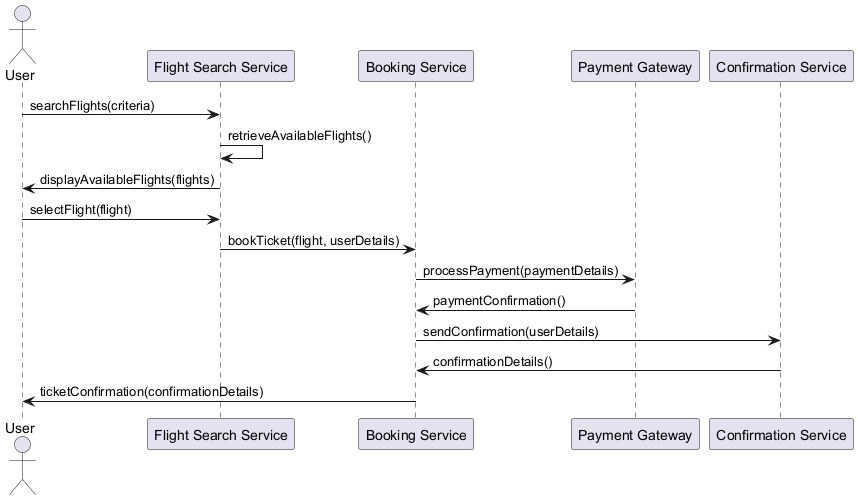 User
Flight Search Service
Booking Service
Payment Gateway
Confirmation Service
searchFlights(criteria)
retrieveAvailableFlights()
displayAvailableFlights(flights)
selectFlight(flight)
bookTicket(flight, userDetails)
processPayment(paymentDetails)
paymentConfirmation()
sendConfirmation(userDetails)
confirmationDetails()
ticketConfirmation(confirmationDetails)
User
Flight Search Service
Booking Service
Payment Gateway
Confirmation Service